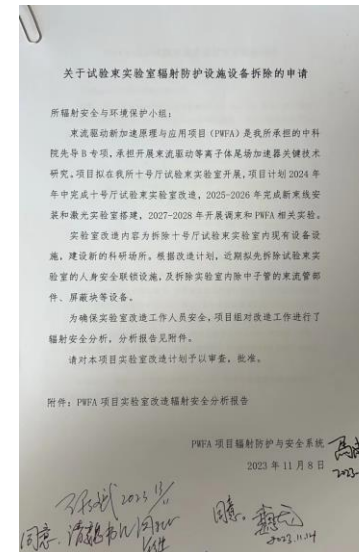 关于试验束实验室辐射防护设施设备拆除的申请
所辐射安全与环境保护小组：
束流驱动新加速原理与应用项目（PWFA）是我所承担的中科
院先导B专项，承担开展束流驱动等离子体尾场加速器关键技术
研究。项目拟在我所十号厅试验束实验室开展，项目计划2024年
年中完成十号厅试验束实验室改造，2025-2026年完成新束线安
装和激光实验室搭建，2027-2028年开展调束和PWFA相关实验。
实验室改造内容为拆除十号厅试验束实验室内现有设备设
施，建设新的科研场所。根据改造计划，近期拟先拆除试验束实
验室的人身安全联锁设施，及拆除实验室内除中子管的束流管部
件、屏蔽块等设备。
为确保实验室改造工作人员安全，项目组对改造工作进行了
辐射安全分析，分析报告见附件。
请对本项目实验室改造计划予以审查，批准。
附件：PWFA项目实验室改造辐射安全分析报告
PWFA项目辐射防护与安全系统
2023年11月8日
2023.
2023 11/
同意。
同意。
2023.11.14